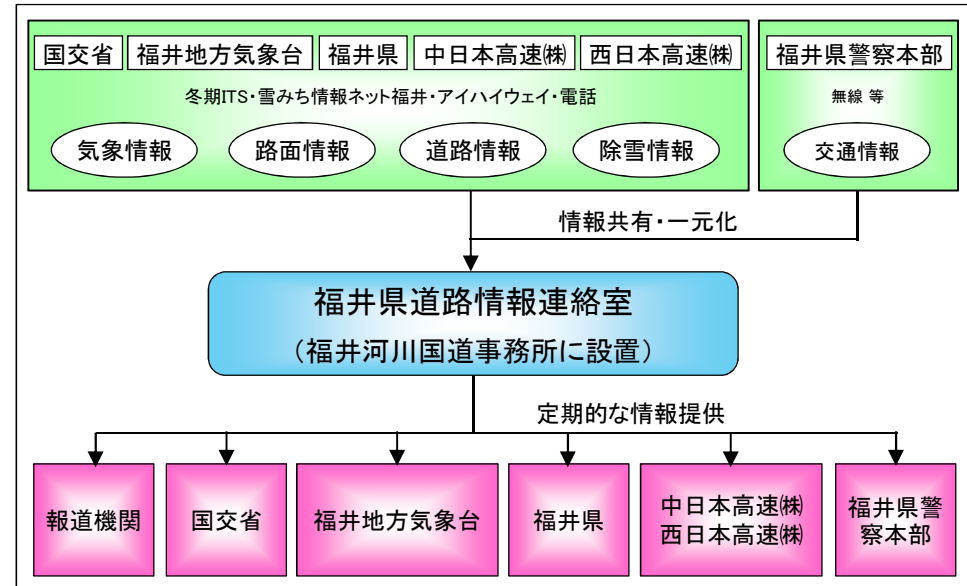 国交省 福井地方気象台 福井県 中日本高速㈱ 西日本高速㈱
冬期ITS・雪みち情報ネット福井・アイハイウェイ・電話
気象情報 路面情報 道路情報 除雪情報
福井県警察本部
無線 等
交通情報
情報共有・一元化
福井県道路情報連絡室
（福井河川国道事務所に設置）
定期的な情報提供
報道機関
国交省
福井地方気象台
福井県
中日本高速㈱
西日本高速㈱
福井県警
察本部